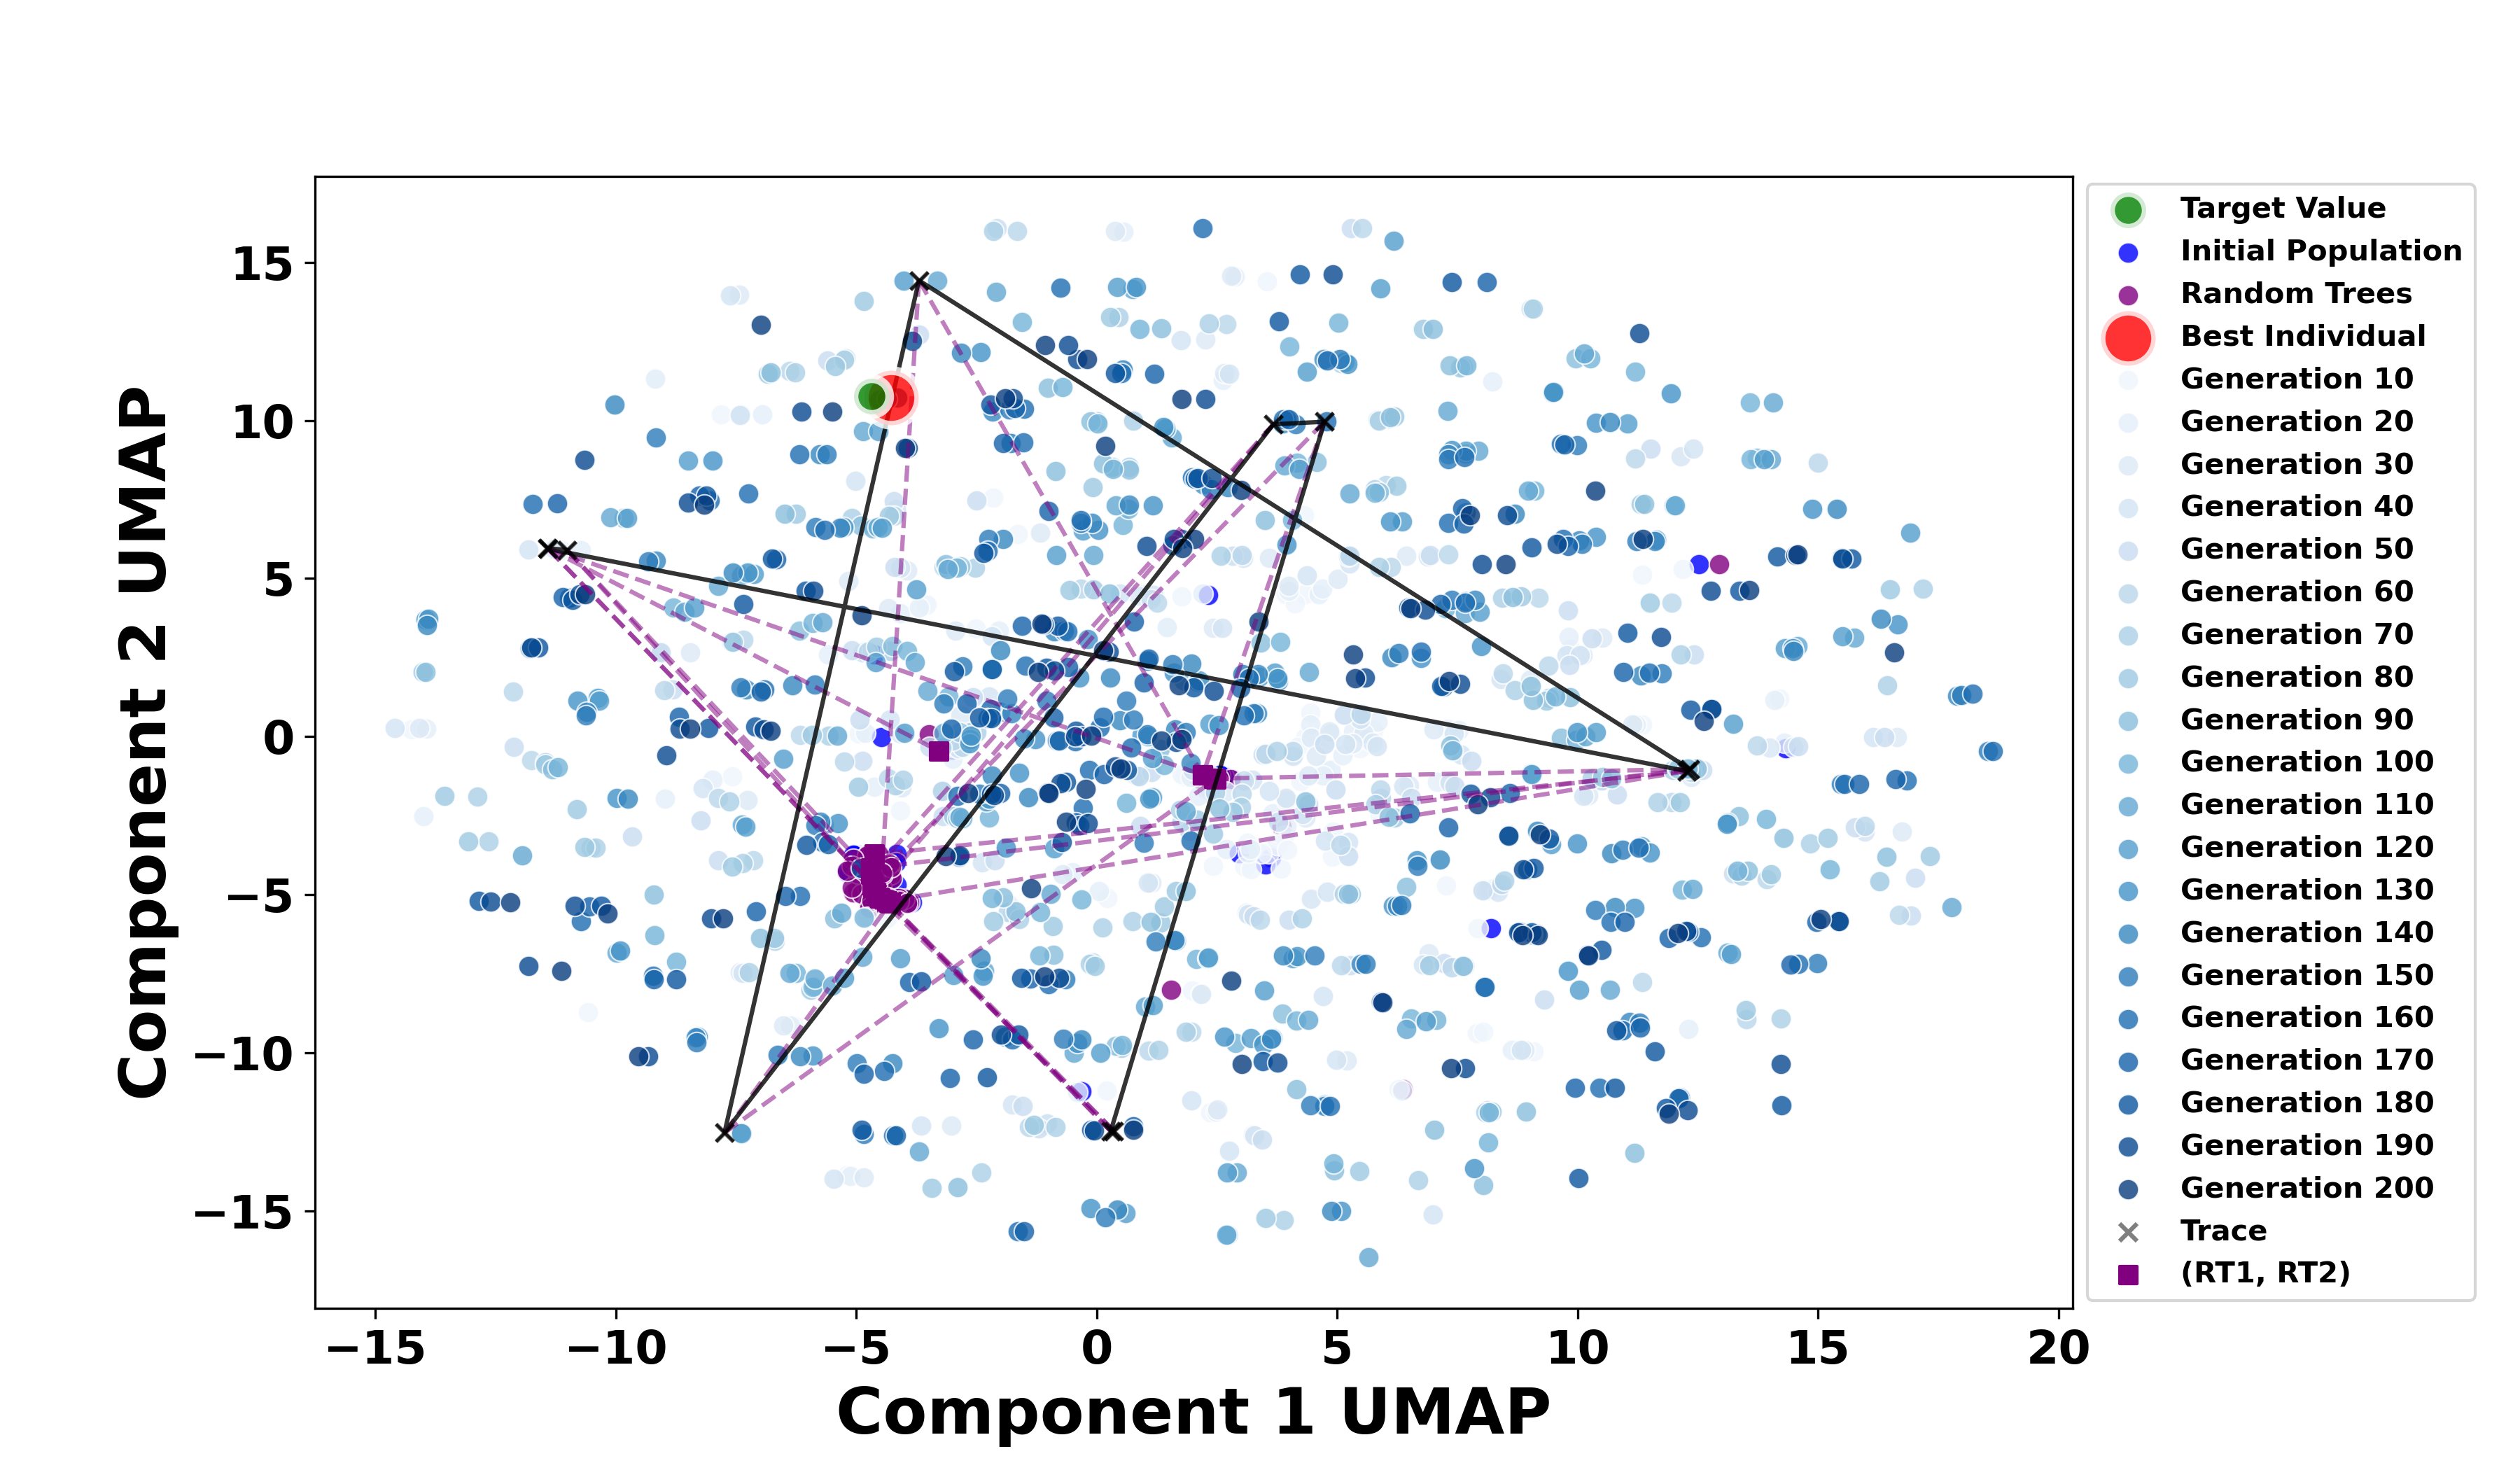 Component 2 UMAP
15
10
5
0
−5
−10
−15
−15
−10
−5
0
5
10
15
20
Component 1 UMAP
Target Value
Initial Population
Random Trees
Best Individual
Generation 10
Generation 20
Generation 30
Generation 40
Generation 50
Generation 60
Generation 70
Generation 80
Generation 90
Generation 100
Generation 110
Generation 120
Generation 130
Generation 140
Generation 150
Generation 160
Generation 170
Generation 180
Generation 190
Generation 200
Trace
(RT1, RT2)